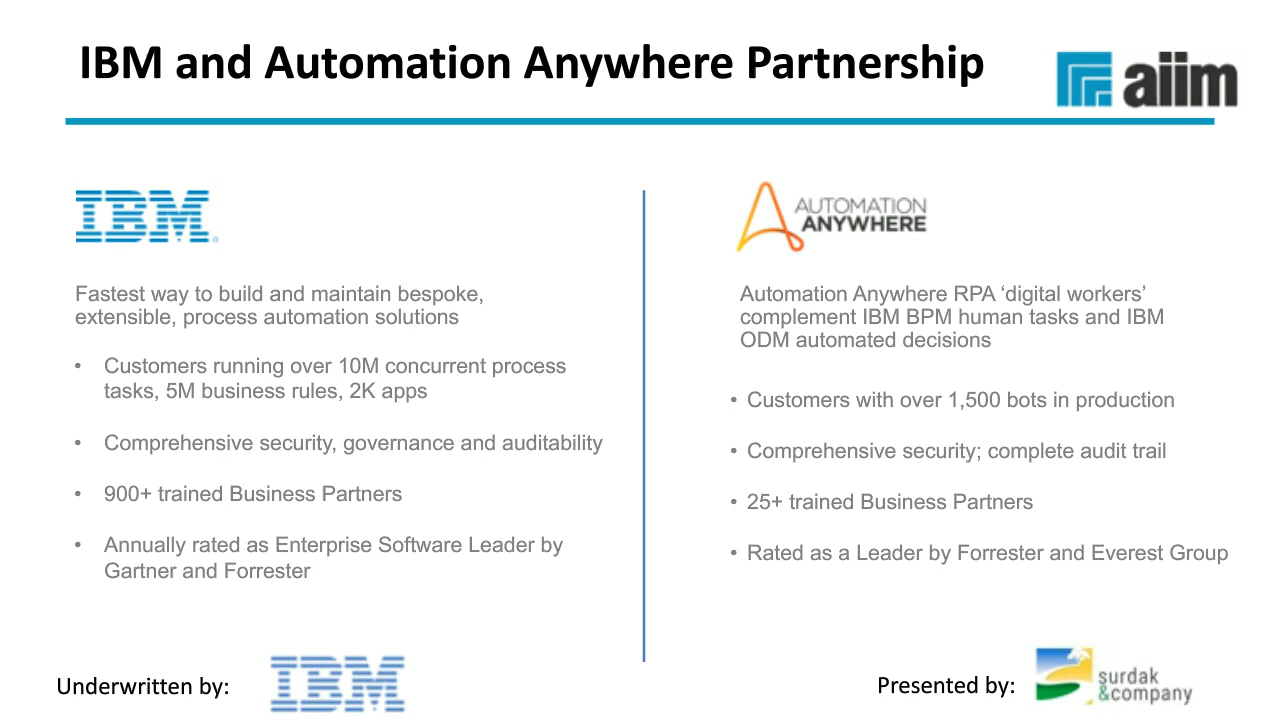 IBM and Automation Anywhere Partnership
aiim
IBM
Fastest way to build and maintain bespoke,
extensible, process automation solutions
• Customers running over 10M concurrent process
tasks, 5M business rules, 2K apps
• Comprehensive security, governance and auditability
• 900+ trained Business Partners
• Annually rated as Enterprise Software Leader by
Gartner and Forrester
AUTOMATION
ANYWHERE
Automation Anywhere RPA ‘digital workers’
complement IBM BPM human tasks and IBM
ODM automated decisions
• Customers with over 1,500 bots in production
• Comprehensive security; complete audit trail
• 25+ trained Business Partners
• Rated as a Leader by Forrester and Everest Group
Underwritten by:
IBM
Presented by:
surdak
&company